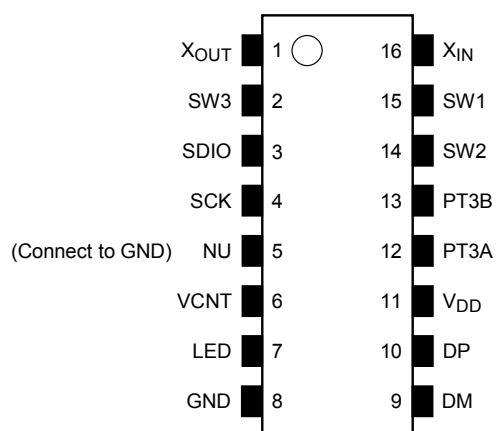 XOUT 1 16 XIN
SW3 2 15 SW1
SDIO 3 14 SW2
SCK 4 13 PT3B
(Connect to GND) NU 5 12 PT3A
VCNT 6 11 VDD
LED 7 10 DP
GND 8 9 DM